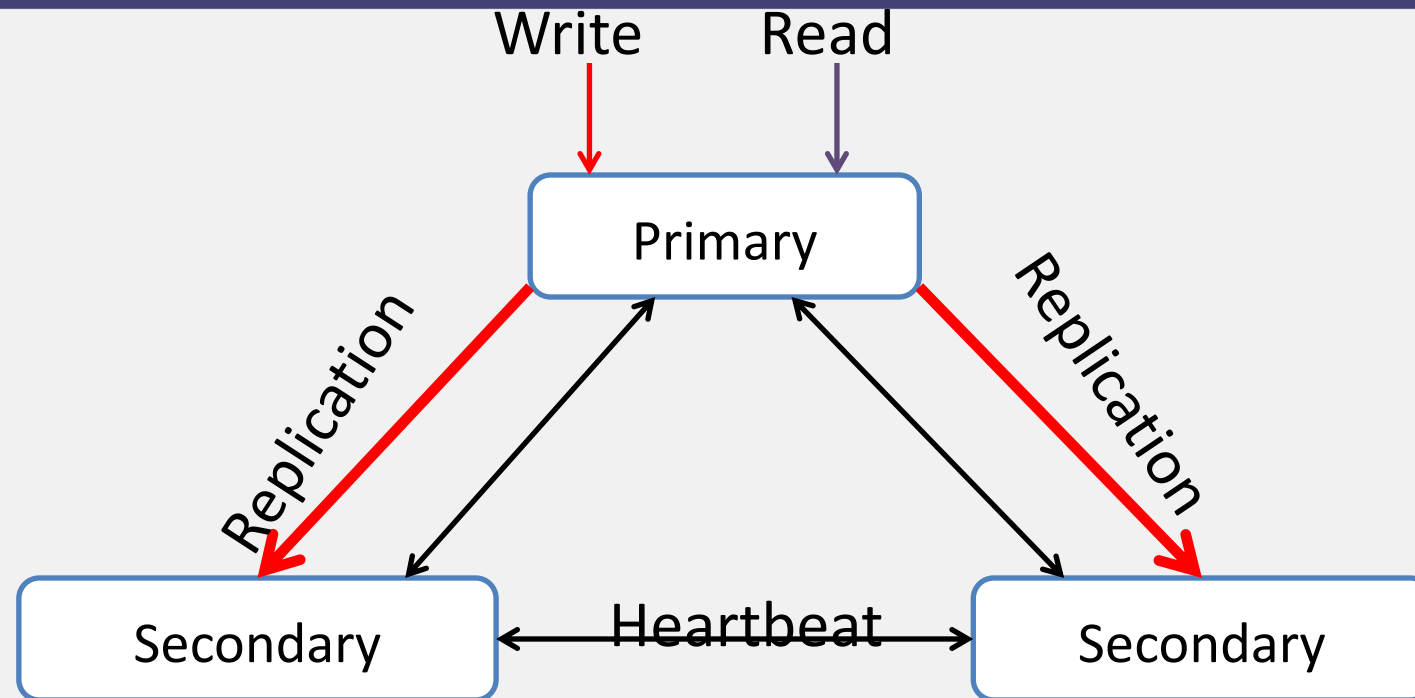 Write Read
Primary
Replication
Replication
Secondary
Heartbeat
Secondary